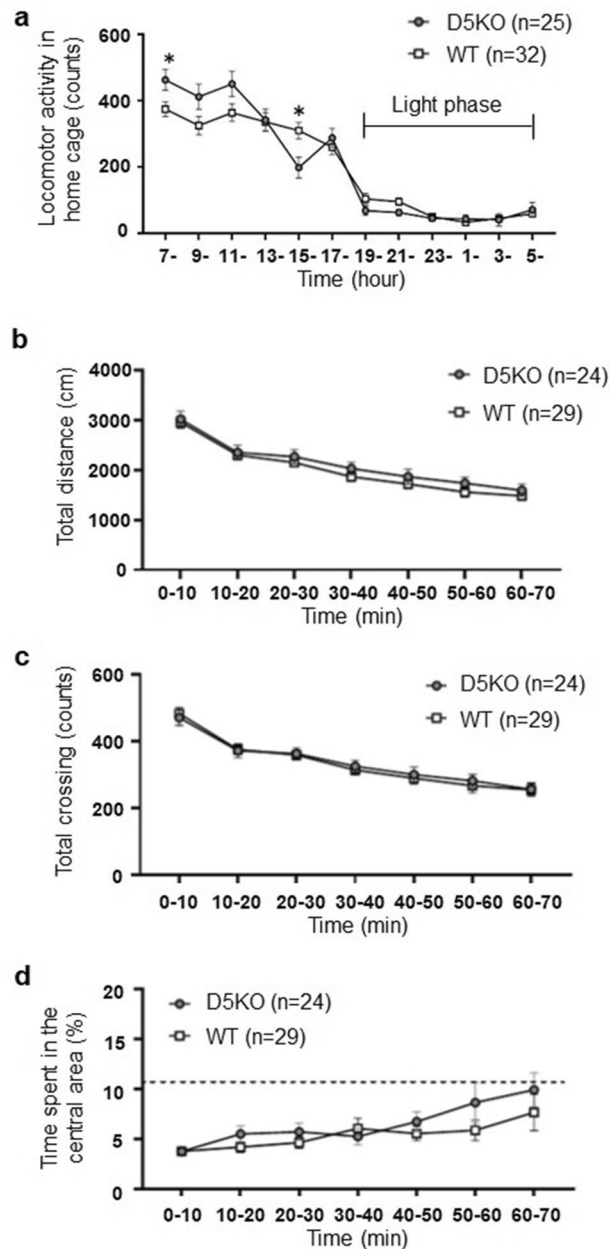 a
Locomotor activity in
home cage (counts)
600
400
200
0
*
*
D5KO (n=25)
WT (n=32)
Light phase
7- 9- 11- 13- 15- 17- 19- 21- 23- 1- 3- 5-
Time (hour)
b
Total distance (cm)
4000
3000
2000
1000
0
D5KO (n=24)
WT (n=29)
0-10 10-20 20-30 30-40 40-50 50-60 60-70
Time (min)
c
Total crossing (counts)
600
400
200
0
D5KO (n=24)
WT (n=29)
0-10 10-20 20-30 30-40 40-50 50-60 60-70
Time (min)
d
Time spent in the
central area (%)
20
15
10
5
0
D5KO (n=24)
WT (n=29)
0-10 10-20 20-30 30-40 40-50 50-60 60-70
Time (min)